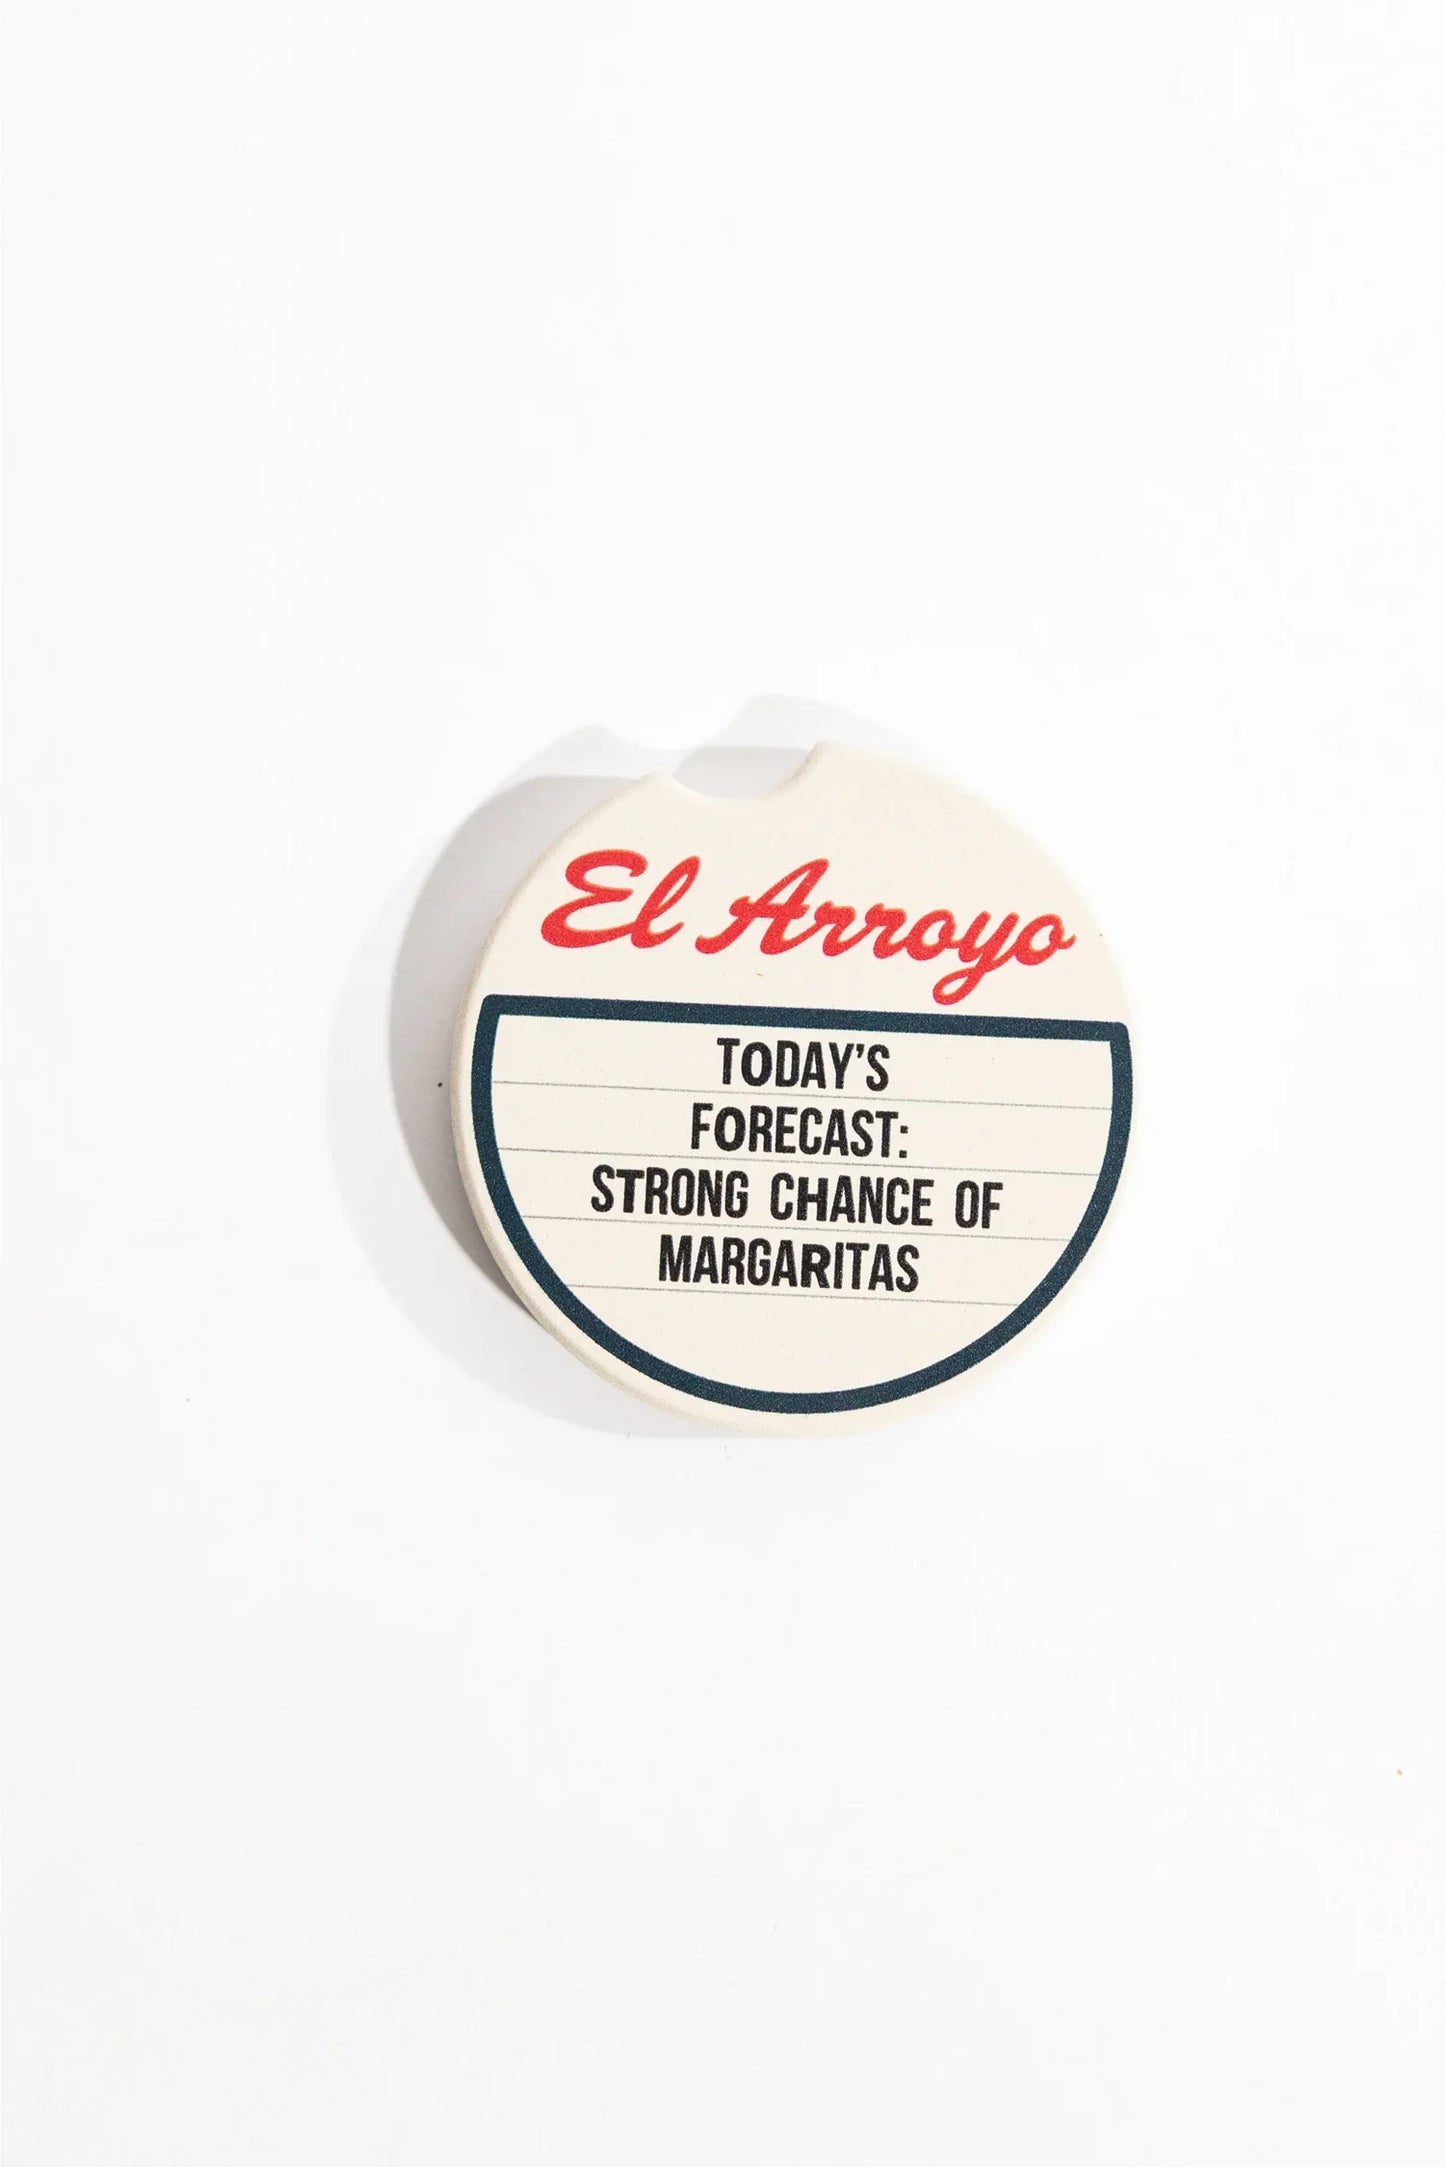 El Arroyo
TODAY'S
FORECAST:
STRONG CHANCE OF
MARGARITAS